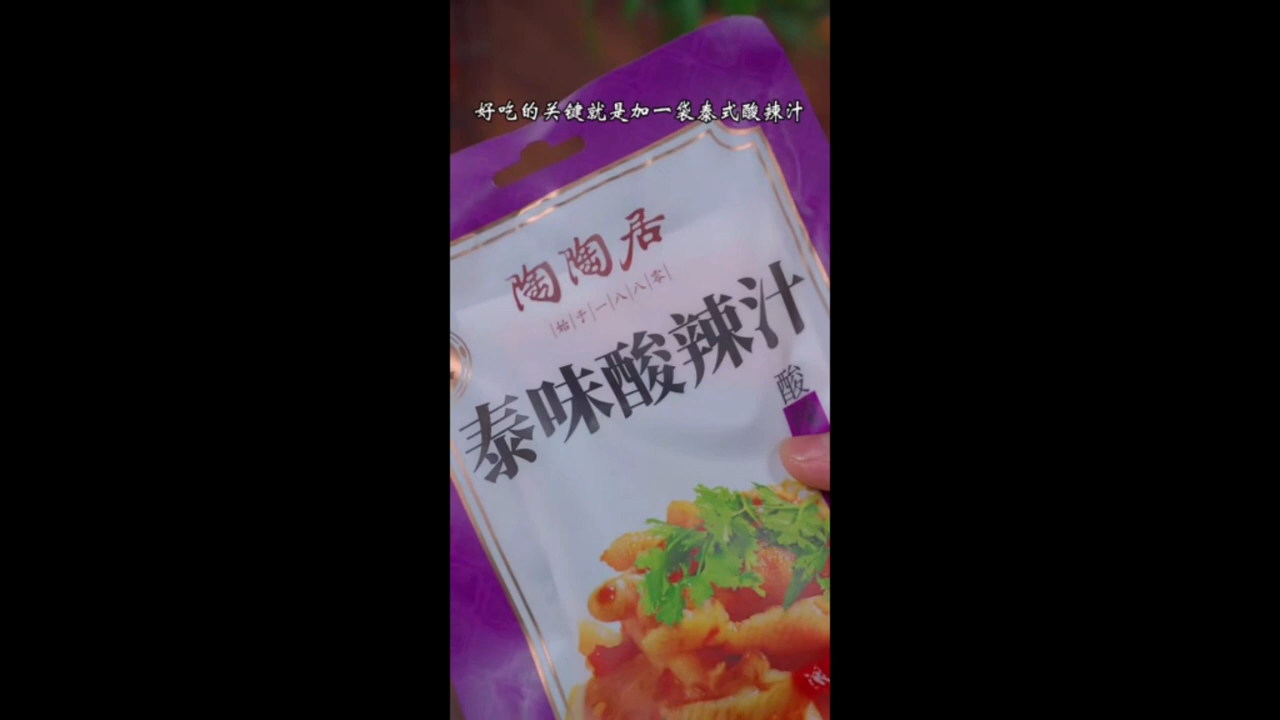 好吃的关键就是加一袋泰式酸辣汁
陶陶居
始于一八八零
泰味酸辣汁
酸